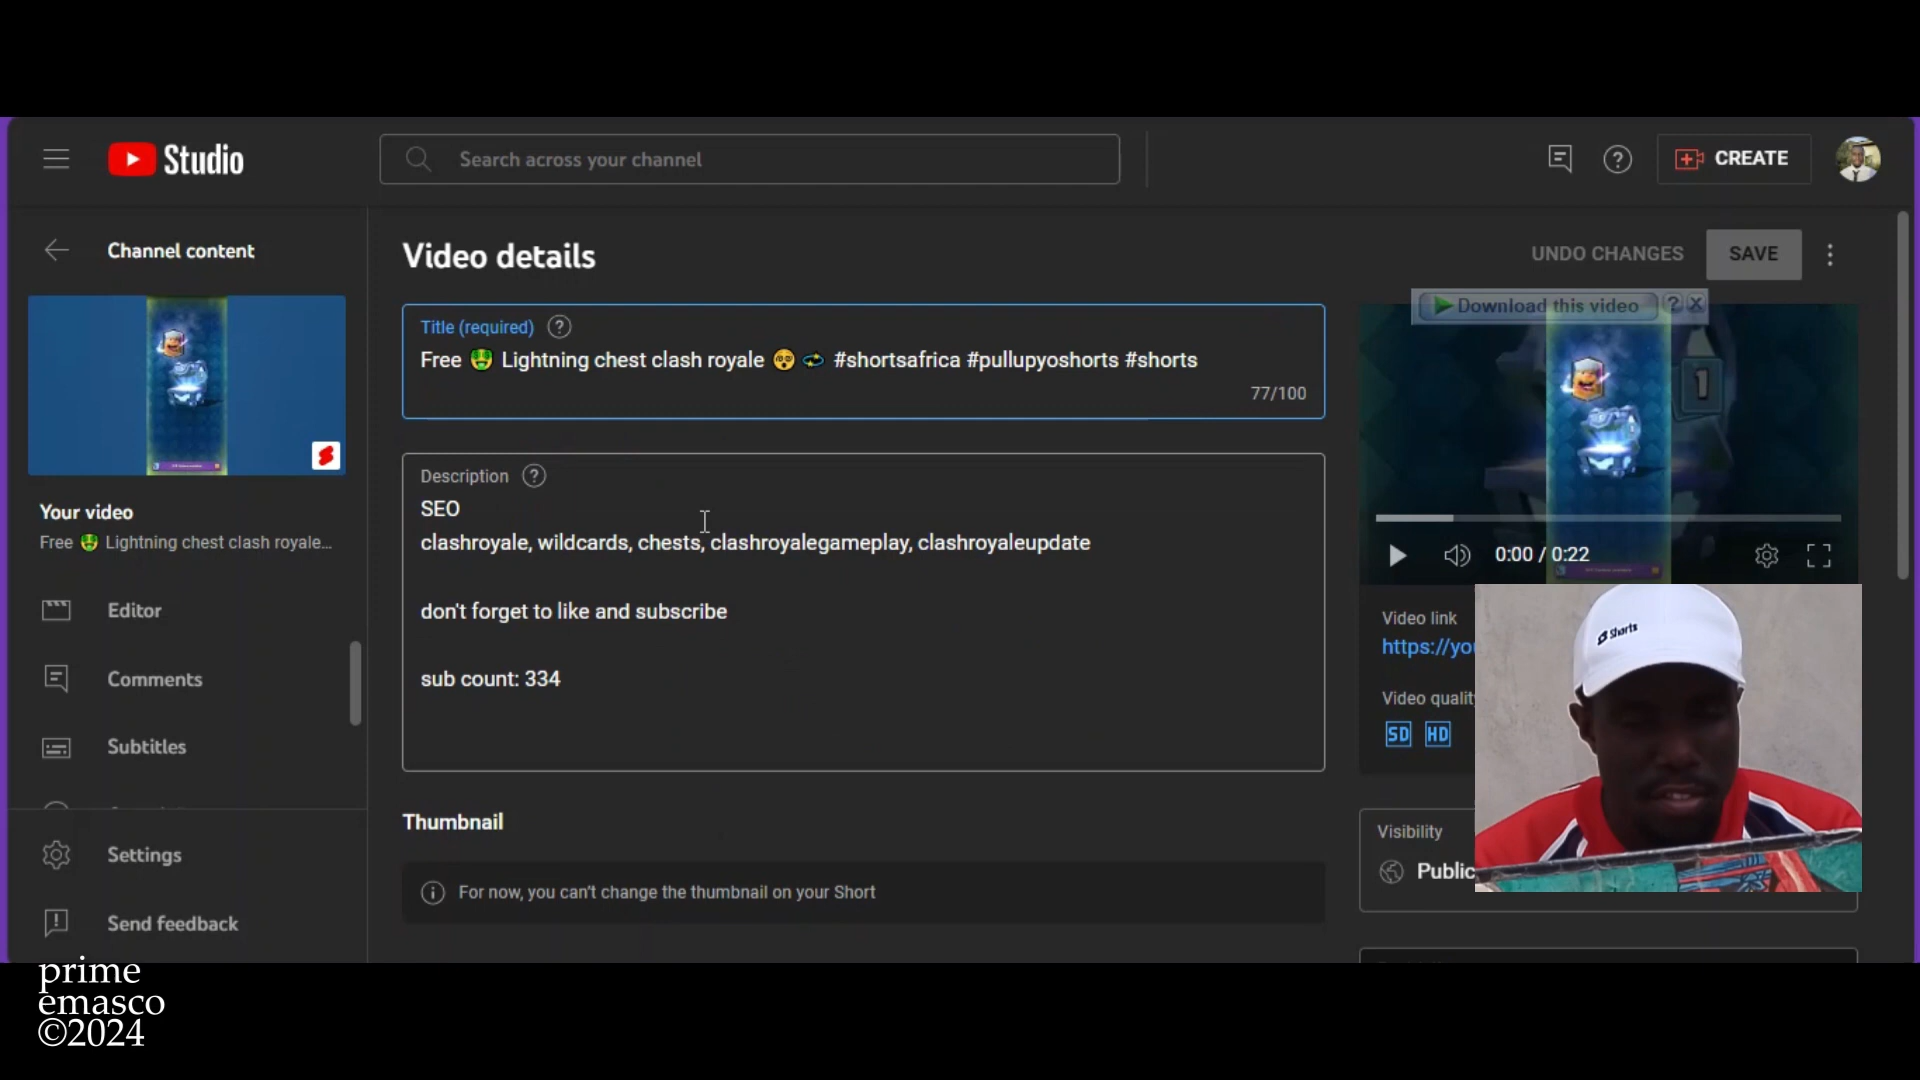 Studio
Search across your channel
CREATE
Channel content
Your video
Free 🤑 Lightning chest clash royale...
Editor
Comments
Subtitles
Settings
Send feedback
Video details
UNDO CHANGES
SAVE
Title (required)
Free 🤑 Lightning chest clash royale 😵 💫 #shortsafrica #pullupyoshorts #shorts
77/100
Description
SEO
clashroyale, wildcards, chests, clashroyalegameplay, clashroyaleupdate
don't forget to like and subscribe
sub count: 334
Thumbnail
For now, you can't change the thumbnail on your Short
Download this video
1
0:00 / 0:22
Video link
https://you
Video quality
SD HD
Shorts
Visibility
Public
prime
emasco
©2024